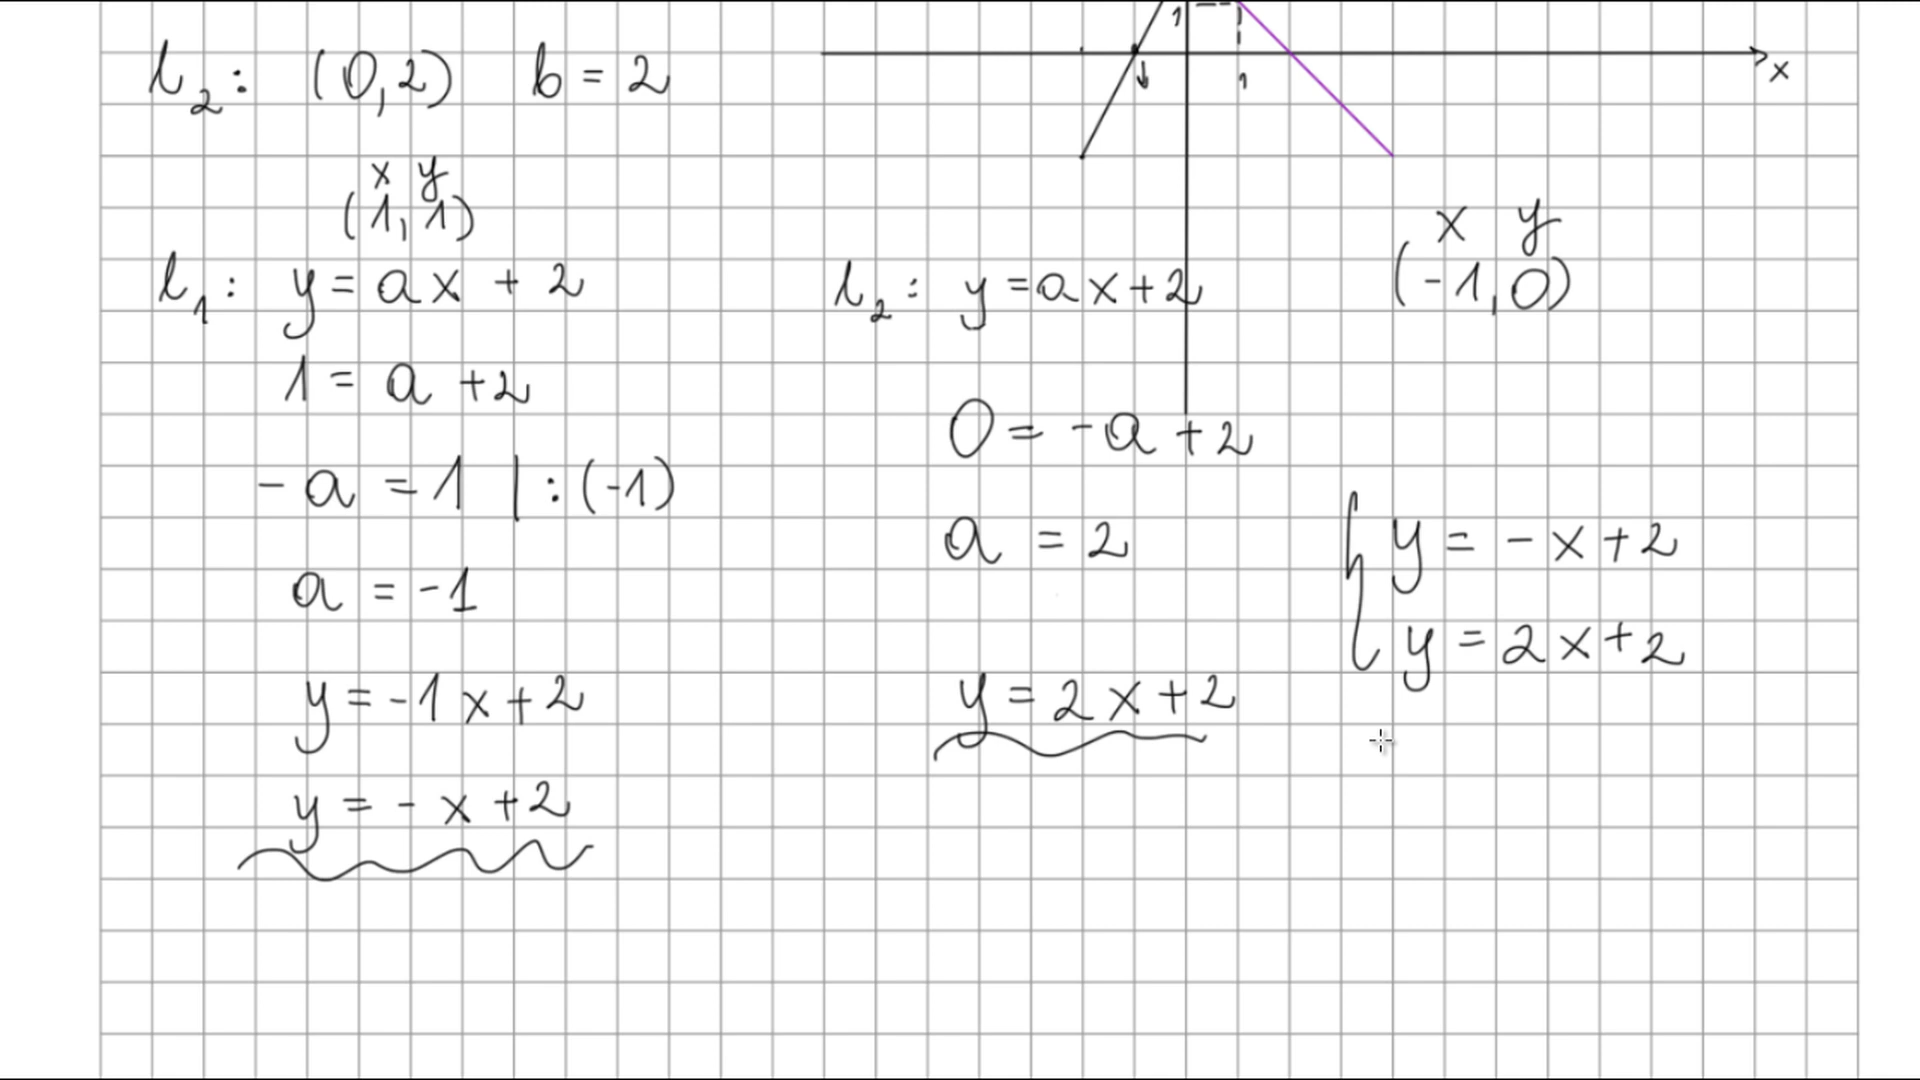 1
l₂: (0,2) b = 2
1
x
x y
(1, 1)
l₁: y = ax + 2
1 = a + 2
- a = 1 | : (-1)
a = -1
y = -1x + 2
y = - x + 2
x y
(-1, 0)
l₂: y = ax + 2
0 = -a + 2
a = 2
y = 2x + 2
{ y = - x + 2
y = 2x + 2